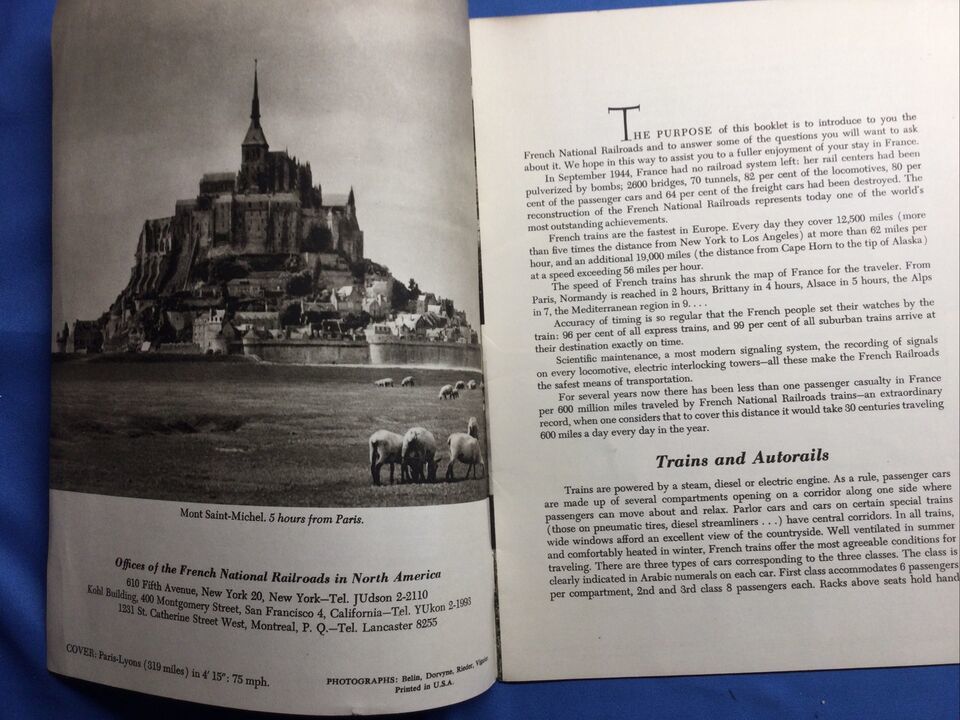 Mont Saint-Michel. 5 hours from Paris.
Offices of the French National Railroads in North America
610 Fifth Avenue, New York 20, New York—Tel. JUdson 2-2110
Kohl Building, 400 Montgomery Street, San Francisco 4, California—Tel. YUkon 2-1993
1231 St. Catherine Street West, Montreal, P. Q.—Tel. Lancaster 8255
COVER: Paris-Lyons (319 miles) in 4' 15": 75 mph.
PHOTOGRAPHS: Belin, Dorvyne, Rieder, Viguier
Printed in U.S.A.
THE PURPOSE of this booklet is to introduce to you the
French National Railroads and to answer some of the questions you will want to ask
about it. We hope in this way to assist you to a fuller enjoyment of your stay in France.
In September 1944, France had no railroad system left: her rail centers had been
pulverized by bombs; 2600 bridges, 70 tunnels, 82 per cent of the locomotives, 80 per
cent of the passenger cars and 64 per cent of the freight cars had been destroyed. The
reconstruction of the French National Railroads represents today one of the world's
most outstanding achievements.
French trains are the fastest in Europe. Every day they cover 12,500 miles (more
than five times the distance from New York to Los Angeles) at more than 62 miles per
hour, and an additional 19,000 miles (the distance from Cape Horn to the tip of Alaska)
at a speed exceeding 56 miles per hour.
The speed of French trains has shrunk the map of France for the traveler. From
Paris, Normandy is reached in 2 hours, Brittany in 4 hours, Alsace in 5 hours, the Alps
in 7, the Mediterranean region in 9. . . .
Accuracy of timing is so regular that the French people set their watches by the
train: 96 per cent of all express trains, and 99 per cent of all suburban trains arrive at
their destination exactly on time.
Scientific maintenance, a most modern signaling system, the recording of signals
on every locomotive, electric interlocking towers—all these make the French Railroads
the safest means of transportation.
For several years now there has been less than one passenger casualty in France
per 600 million miles traveled by French National Railroads trains—an extraordinary
record, when one considers that to cover this distance it would take 30 centuries traveling
600 miles a day every day in the year.
Trains and Autorails
Trains are powered by a steam, diesel or electric engine. As a rule, passenger cars
are made up of several compartments opening on a corridor along one side where
passengers can move about and relax. Parlor cars and cars on certain special trains
(those on pneumatic tires, diesel streamliners . . .) have central corridors. In all trains,
wide windows afford an excellent view of the countryside. Well ventilated in summer
and comfortably heated in winter, French trains offer the most agreeable conditions for
traveling. There are three types of cars corresponding to the three classes. The class is
clearly indicated in Arabic numerals on each car. First class accommodates 6 passengers
per compartment, 2nd and 3rd class 8 passengers each. Racks above seats hold hand